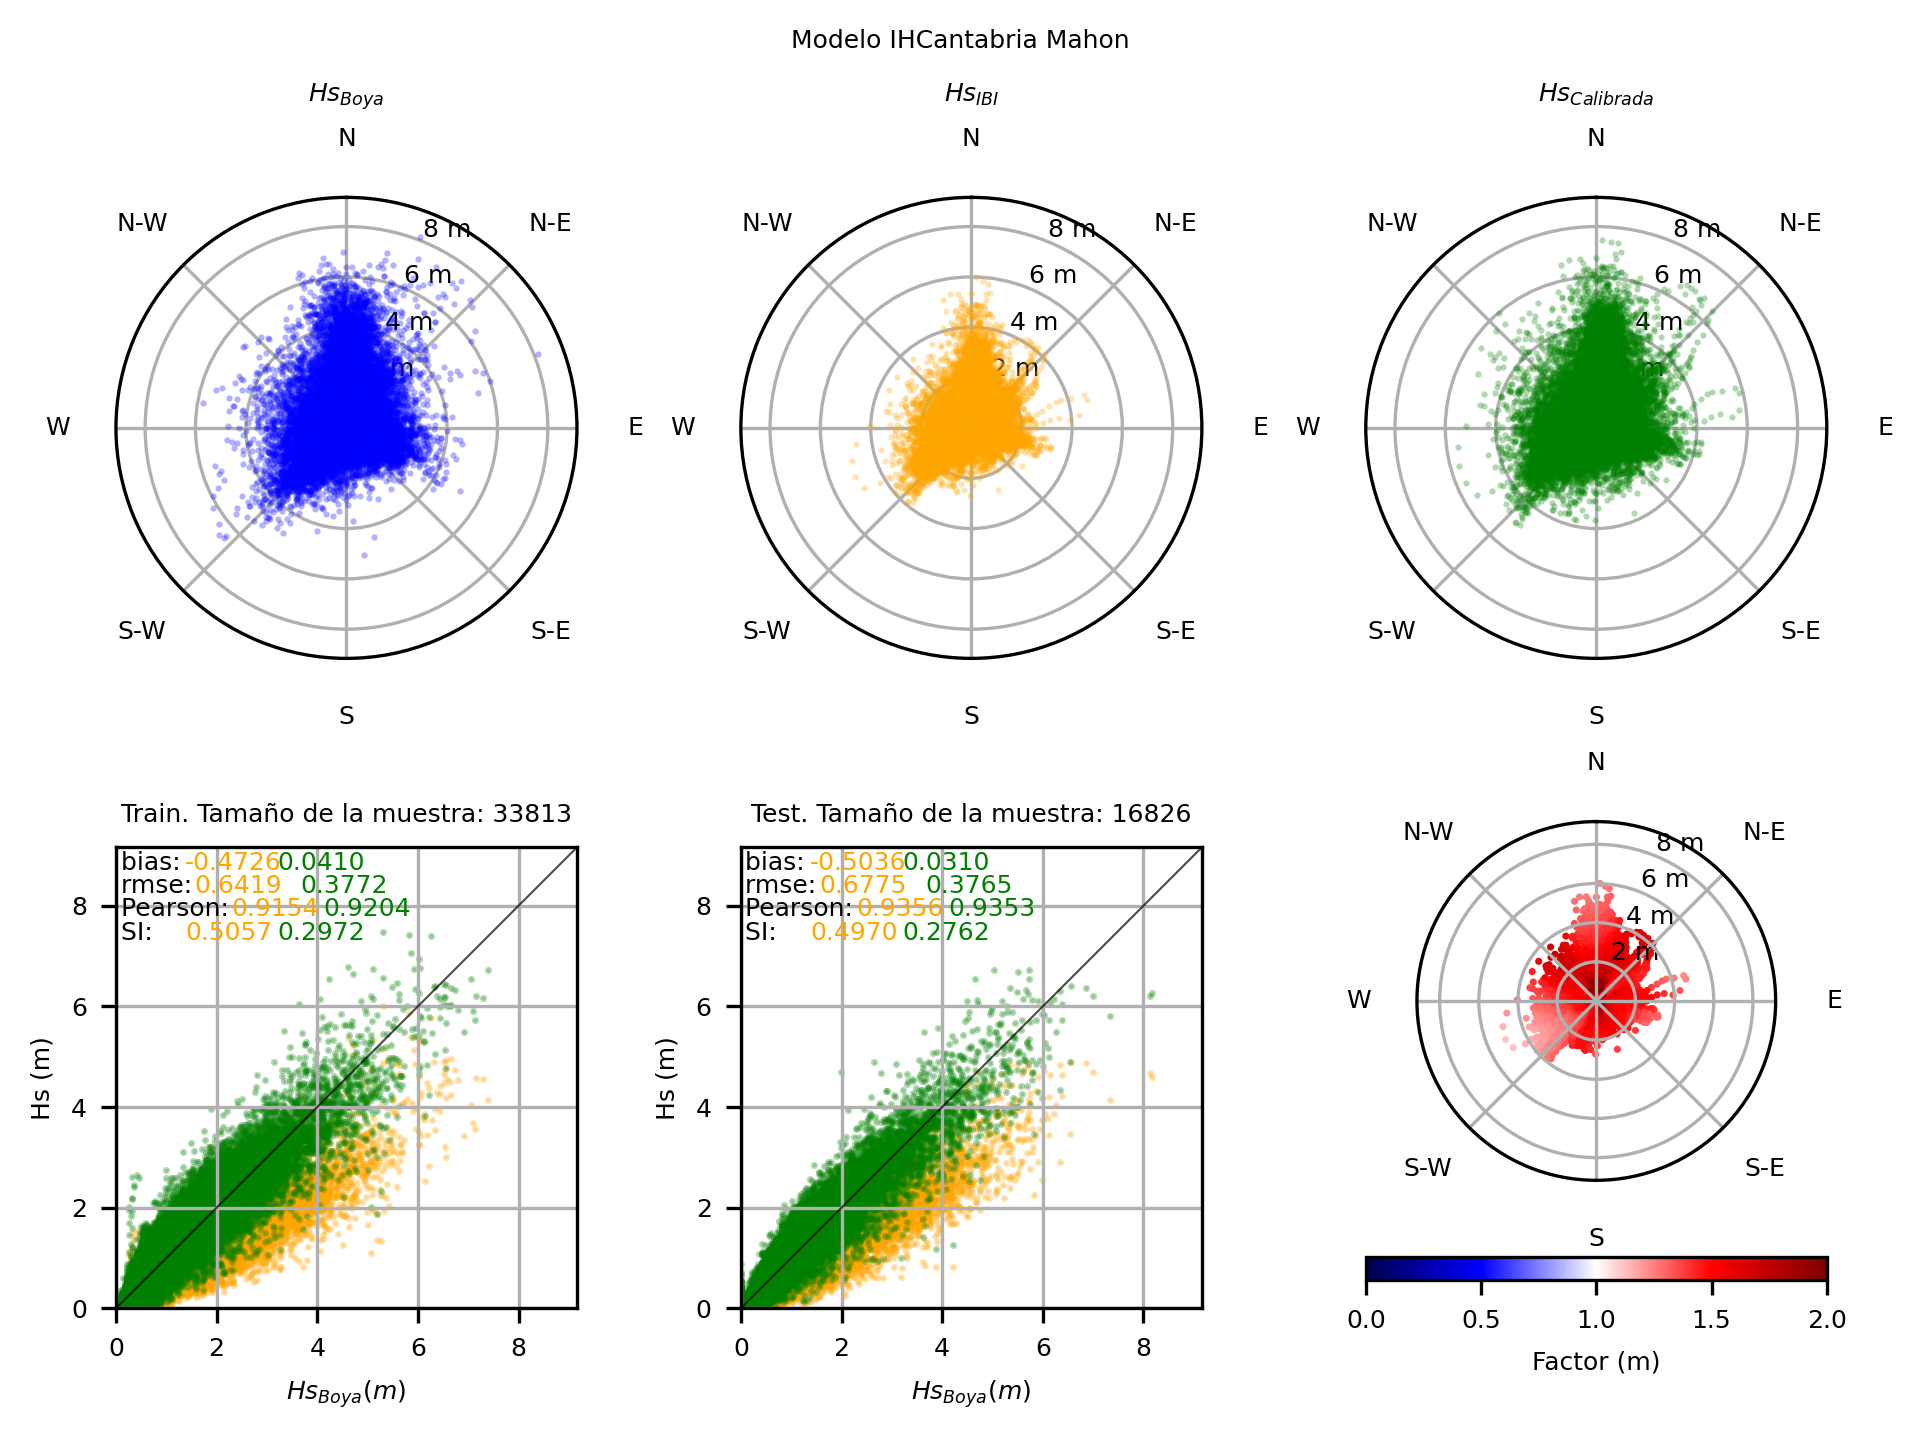 Modelo IHCantabria Mahon
Hs_Boya
N
N-W
N-E
W
E
S-W
S-E
S
8 m
6 m
4 m
m
Hs_IBI
N
N-W
N-E
W
E
S-W
S-E
S
8 m
6 m
4 m
2 m
Hs_Calibrada
N
N-W
N-E
W
E
S-W
S-E
S
8 m
6 m
4 m
m
Train. Tamaño de la muestra: 33813
bias: -0.4726 0.0410
rmse: 0.6419 0.3772
Pearson: 0.9154 0.9204
SI: 0.5057 0.2972
8
6
4
2
0
Hs (m)
0 2 4 6 8
Hs_Boya(m)
Test. Tamaño de la muestra: 16826
bias: -0.5036 0.0310
rmse: 0.6775 0.3765
Pearson: 0.9356 0.9353
SI: 0.4970 0.2762
8
6
4
2
0
Hs (m)
0 2 4 6 8
Hs_Boya(m)
N
N-W
N-E
W
E
S-W
S-E
S
8 m
6 m
4 m
2 m
0.0 0.5 1.0 1.5 2.0
Factor (m)